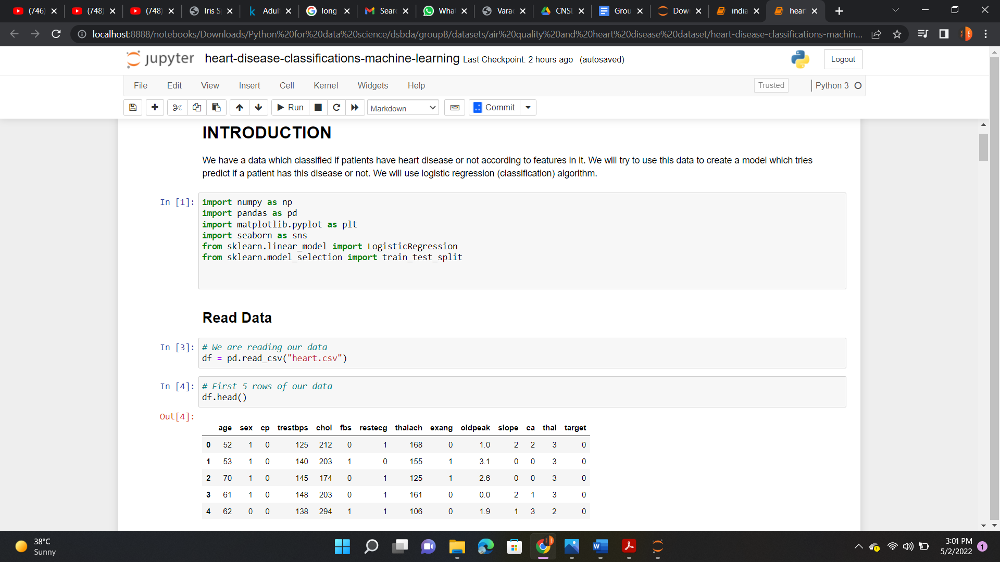 (746)
(748)
(748)
Iris S
Adul
long
Sear
Wha
Vara
CNSL
Grou
Dow
india
hear
localhost:8888/notebooks/Downloads/Python%20for%20data%20science/dsbda/groupB/datasets/air%20quality%20and%20heart%20disease%20dataset/heart-disease-classifications-machin...
jupyter heart-disease-classifications-machine-learning Last Checkpoint: 2 hours ago (autosaved)
Logout
File Edit View Insert Cell Kernel Widgets Help
Trusted
Python 3
Run
Markdown
Commit
INTRODUCTION
We have a data which classified if patients have heart disease or not according to features in it. We will try to use this data to create a model which tries
predict if a patient has this disease or not. We will use logistic regression (classification) algorithm.
In [1]: import numpy as np
import pandas as pd
import matplotlib.pyplot as plt
import seaborn as sns
from sklearn.linear_model import LogisticRegression
from sklearn.model_selection import train_test_split
Read Data
In [3]: # We are reading our data
df = pd.read_csv("heart.csv")
In [4]: # First 5 rows of our data
df.head()
Out[4]:
age sex cp trestbps chol fbs restecg thalach exang oldpeak slope ca thal target
0 52 1 0 125 212 0 1 168 0 1.0 2 2 3 0
1 53 1 0 140 203 1 0 155 1 3.1 0 0 3 0
2 70 1 0 145 174 0 1 125 1 2.6 0 0 3 0
3 61 1 0 148 203 0 1 161 0 0.0 2 1 3 0
4 62 0 0 138 294 1 1 106 0 1.9 1 3 2 0
38°C
Sunny
3:01 PM
5/2/2022
1